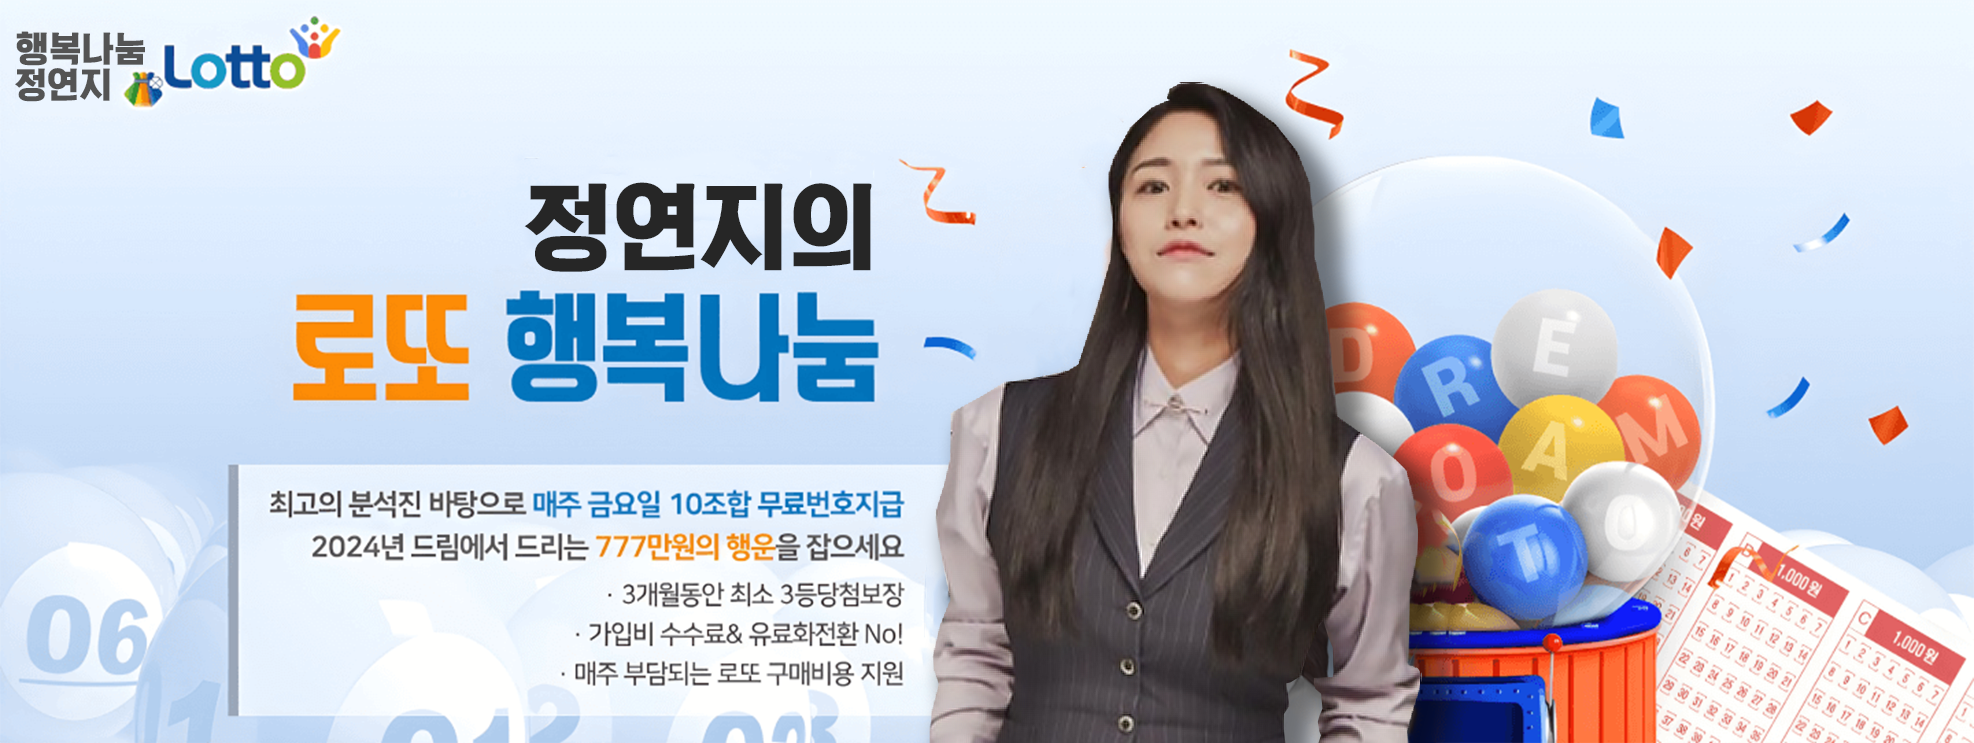 행복나눔
정연지
Lotto
정연지의
로또 행복나눔
최고의 분석진 바탕으로 매주 금요일 10조합 무료번호지급
2024년 드림에서 드리는 777만원의 행운을 잡으세요
· 3개월동안 최소 3등당첨보장
· 가입비 수수료& 유료화전환 No!
· 매주 부담되는 로또 구매비용 지원
D
R
E
A
M
O
T
O
06
1,000원
C
1,000원